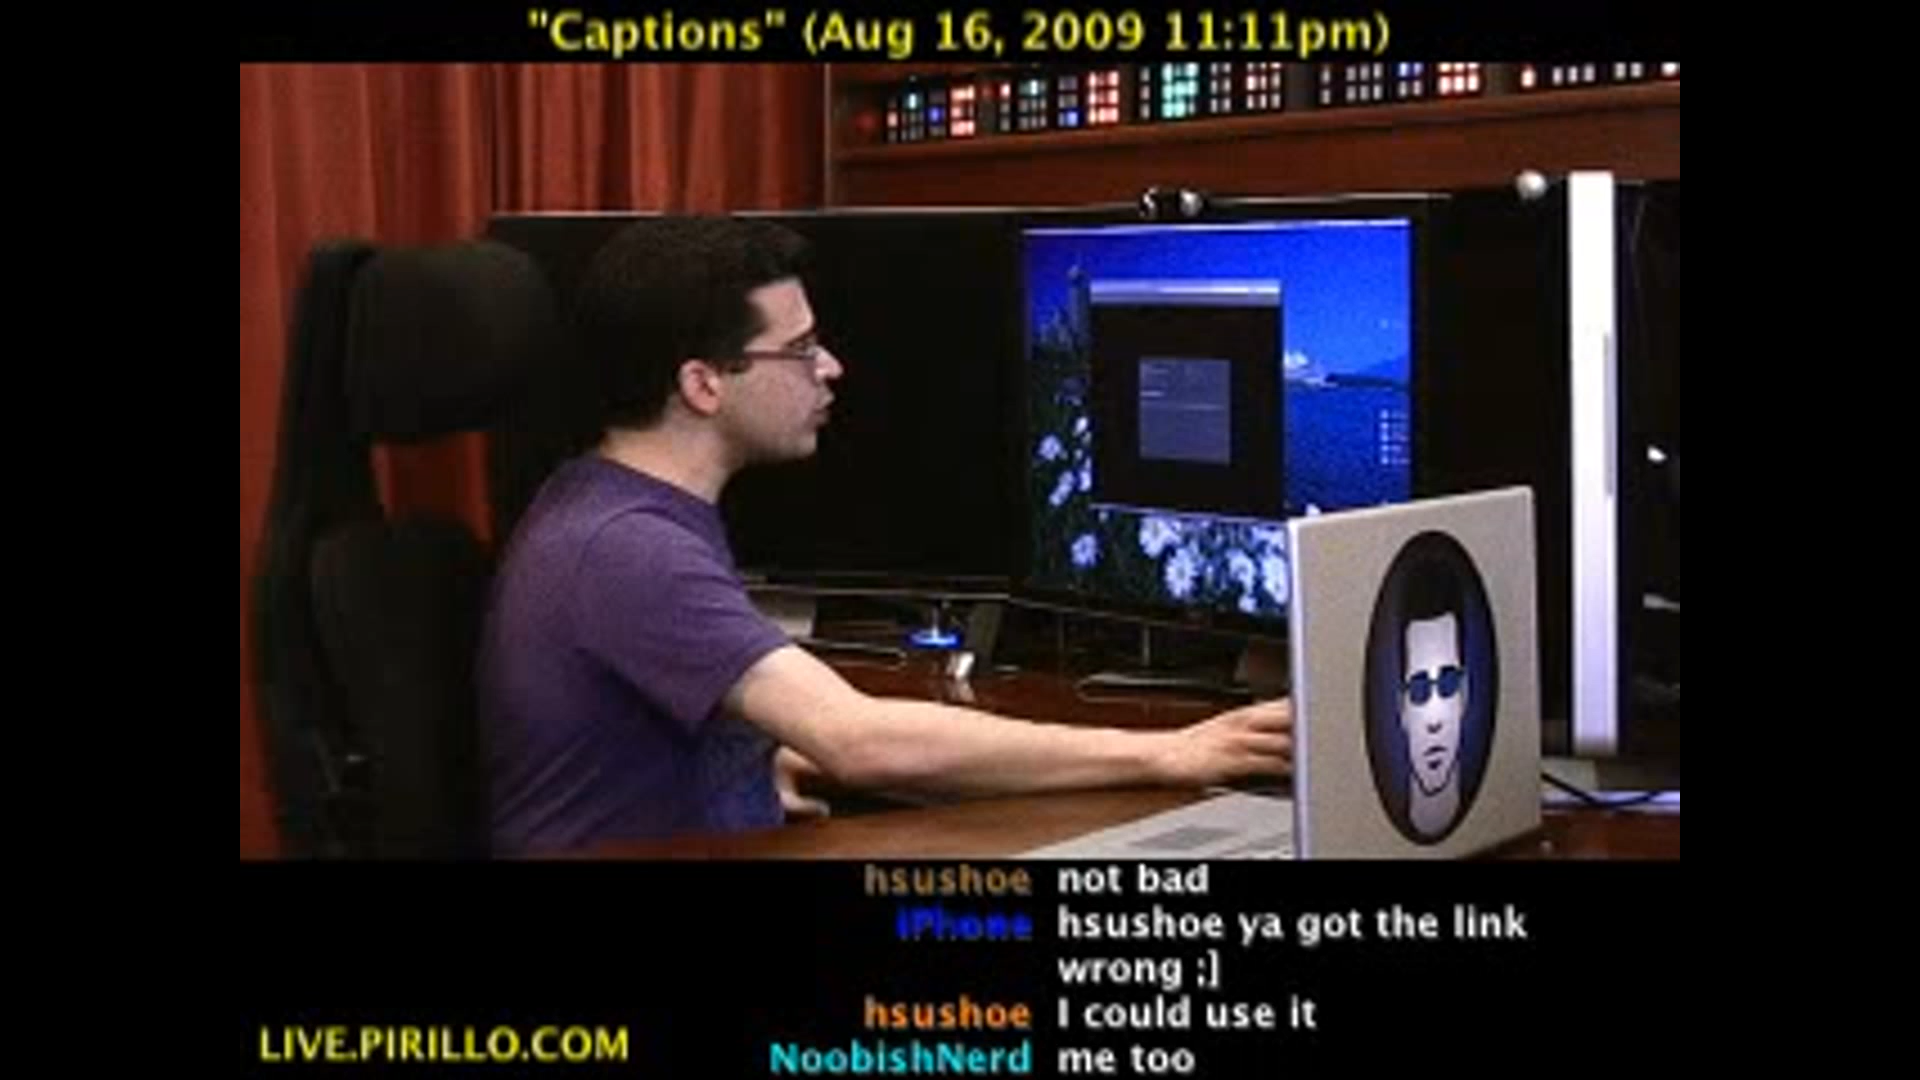 "Captions" (Aug 16, 2009 11:11pm)
hsushoe not bad
iPhone hsushoe ya got the link
wrong ;]
hsushoe I could use it
LIVE.PIRILLO.COM
NoobishNerd me too